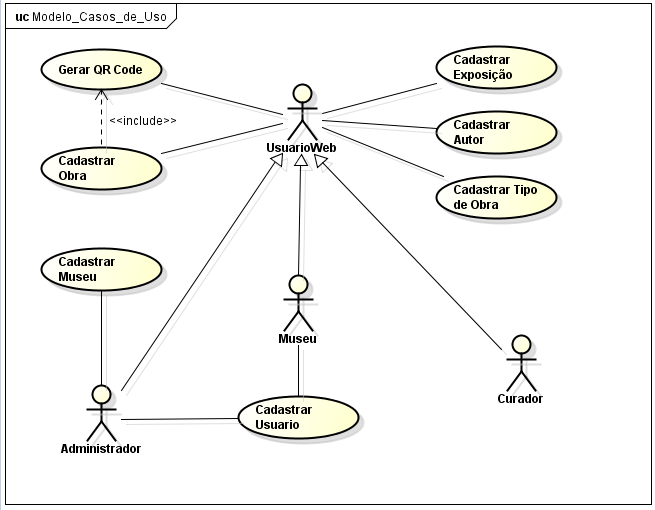 uc Modelo_Casos_de_Uso
Gerar QR Code
Cadastrar
Exposição
<<include>>
Cadastrar
Autor
UsuarioWeb
Cadastrar
Obra
Cadastrar Tipo
de Obra
Cadastrar
Museu
Museu
Curador
Cadastrar
Usuario
Administrador